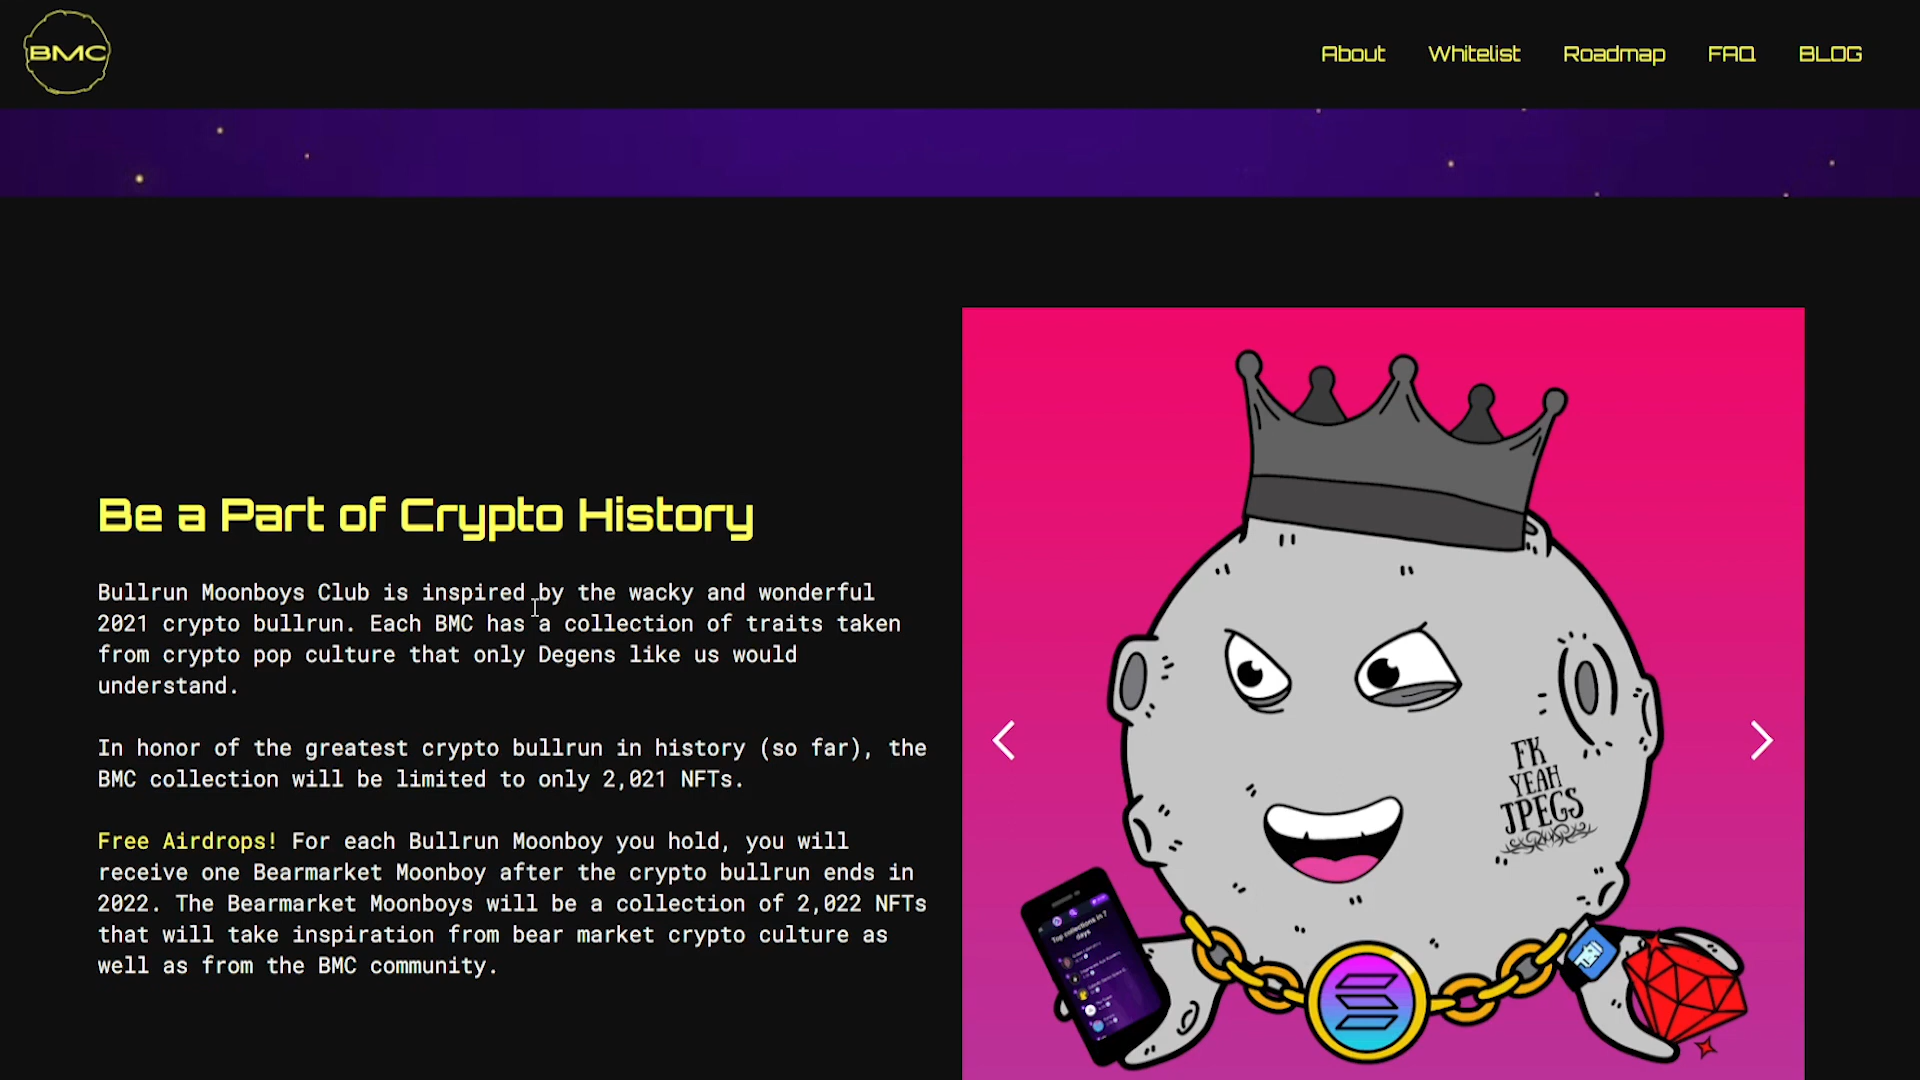 BMC
About
Whitelist
Roadmap
FAQ
BLOG
Be a Part of Crypto History
Bullrun Moonboys Club is inspired by the wacky and wonderful
2021 crypto bullrun. Each BMC has a collection of traits taken
from crypto pop culture that only Degens like us would
understand.
In honor of the greatest crypto bullrun in history (so far), the
BMC collection will be limited to only 2,021 NFTs.
Free Airdrops! For each Bullrun Moonboy you hold, you will
receive one Bearmarket Moonboy after the crypto bullrun ends in
2022. The Bearmarket Moonboys will be a collection of 2,022 NFTs
that will take inspiration from bear market crypto culture as
well as from the BMC community.
FK
YEAH
JPEGS
Top collections in 7
days